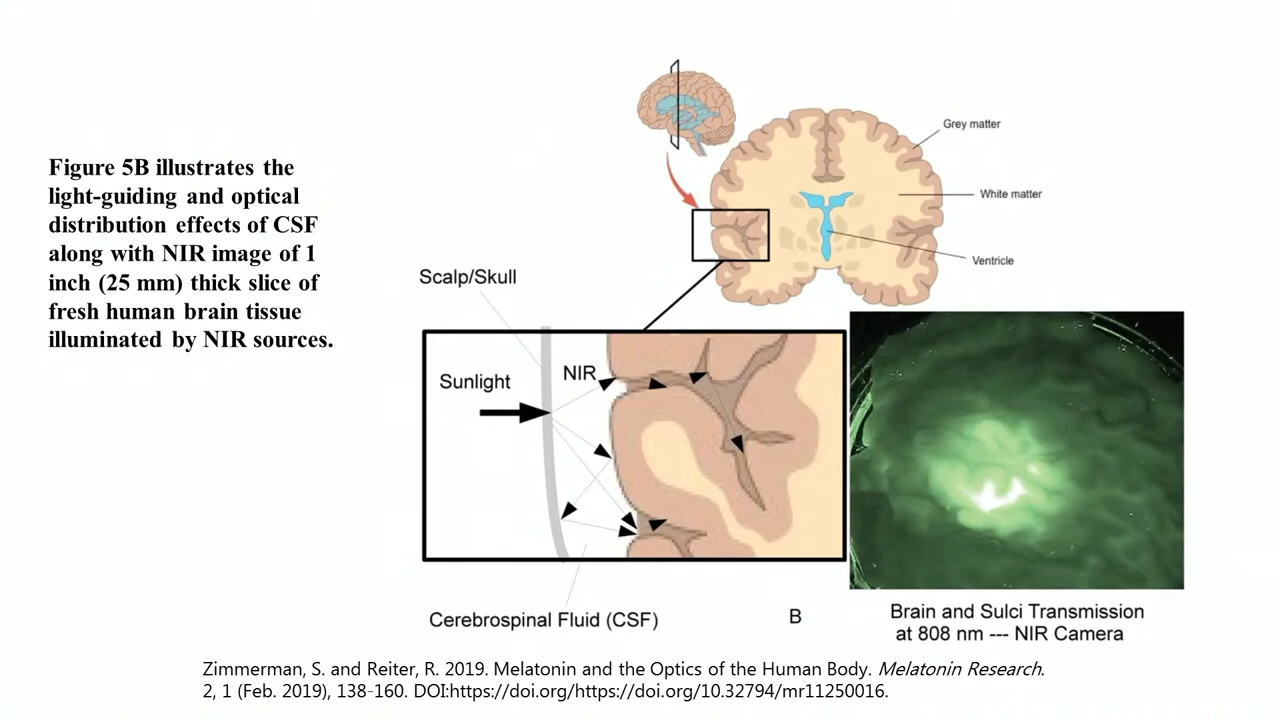 Figure 5B illustrates the
light-guiding and optical
distribution effects of CSF
along with NIR image of 1
inch (25 mm) thick slice of
fresh human brain tissue
illuminated by NIR sources.
Grey matter
White matter
Ventricle
Scalp/Skull
Sunlight
NIR
Cerebrospinal Fluid (CSF)
B
Brain and Sulci Transmission
at 808 nm --- NIR Camera
Zimmerman, S. and Reiter, R. 2019. Melatonin and the Optics of the Human Body. Melatonin Research.
2, 1 (Feb. 2019), 138-160. DOI:https://doi.org/https://doi.org/10.32794/mr11250016.